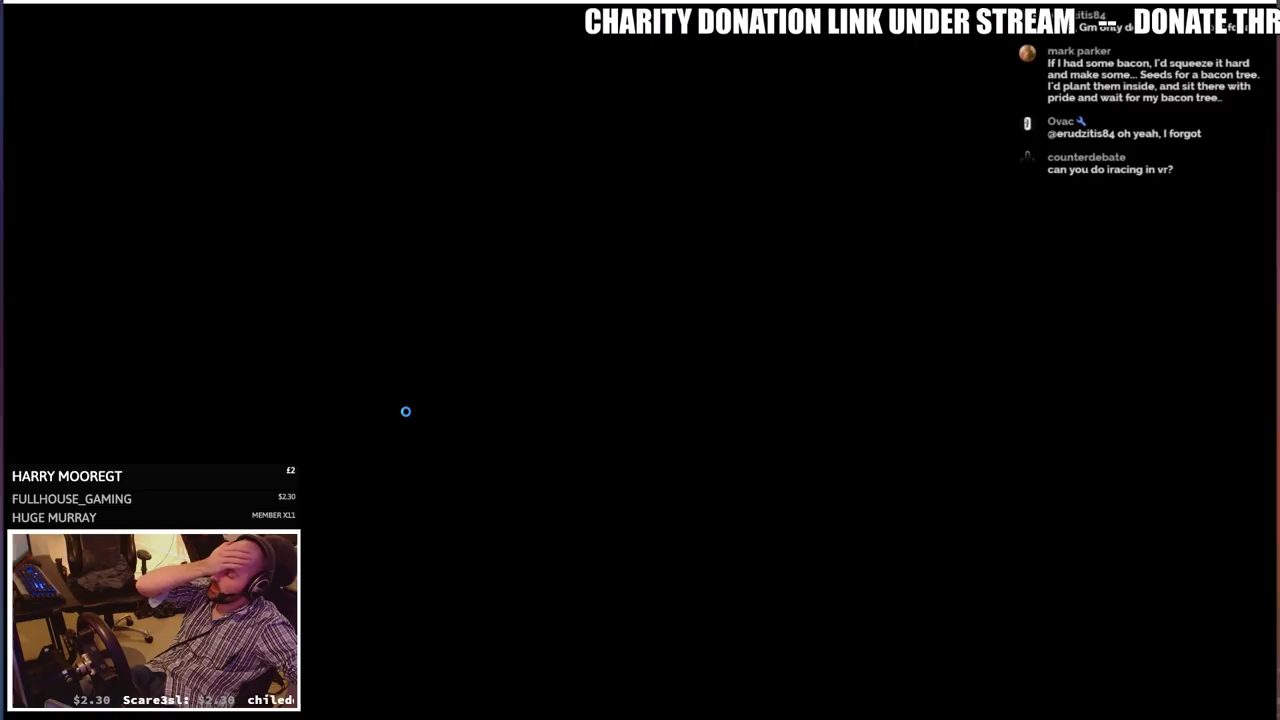 CHARITY DONATION LINK UNDER STREAM -- DONATE THR
mark parker
If I had some bacon, I'd squeeze it hard
and make some... Seeds for a bacon tree.
I'd plant them inside, and sit there with
pride and wait for my bacon tree..
Ovac
@erudzitis84 oh yeah, I forgot
counterdebate
can you do iracing in vr?
HARRY MOOREGT £2
FULLHOUSE_GAMING $2.30
HUGE MURRAY MEMBER X11
$2.30 Scare3sl: $2.30 chiled